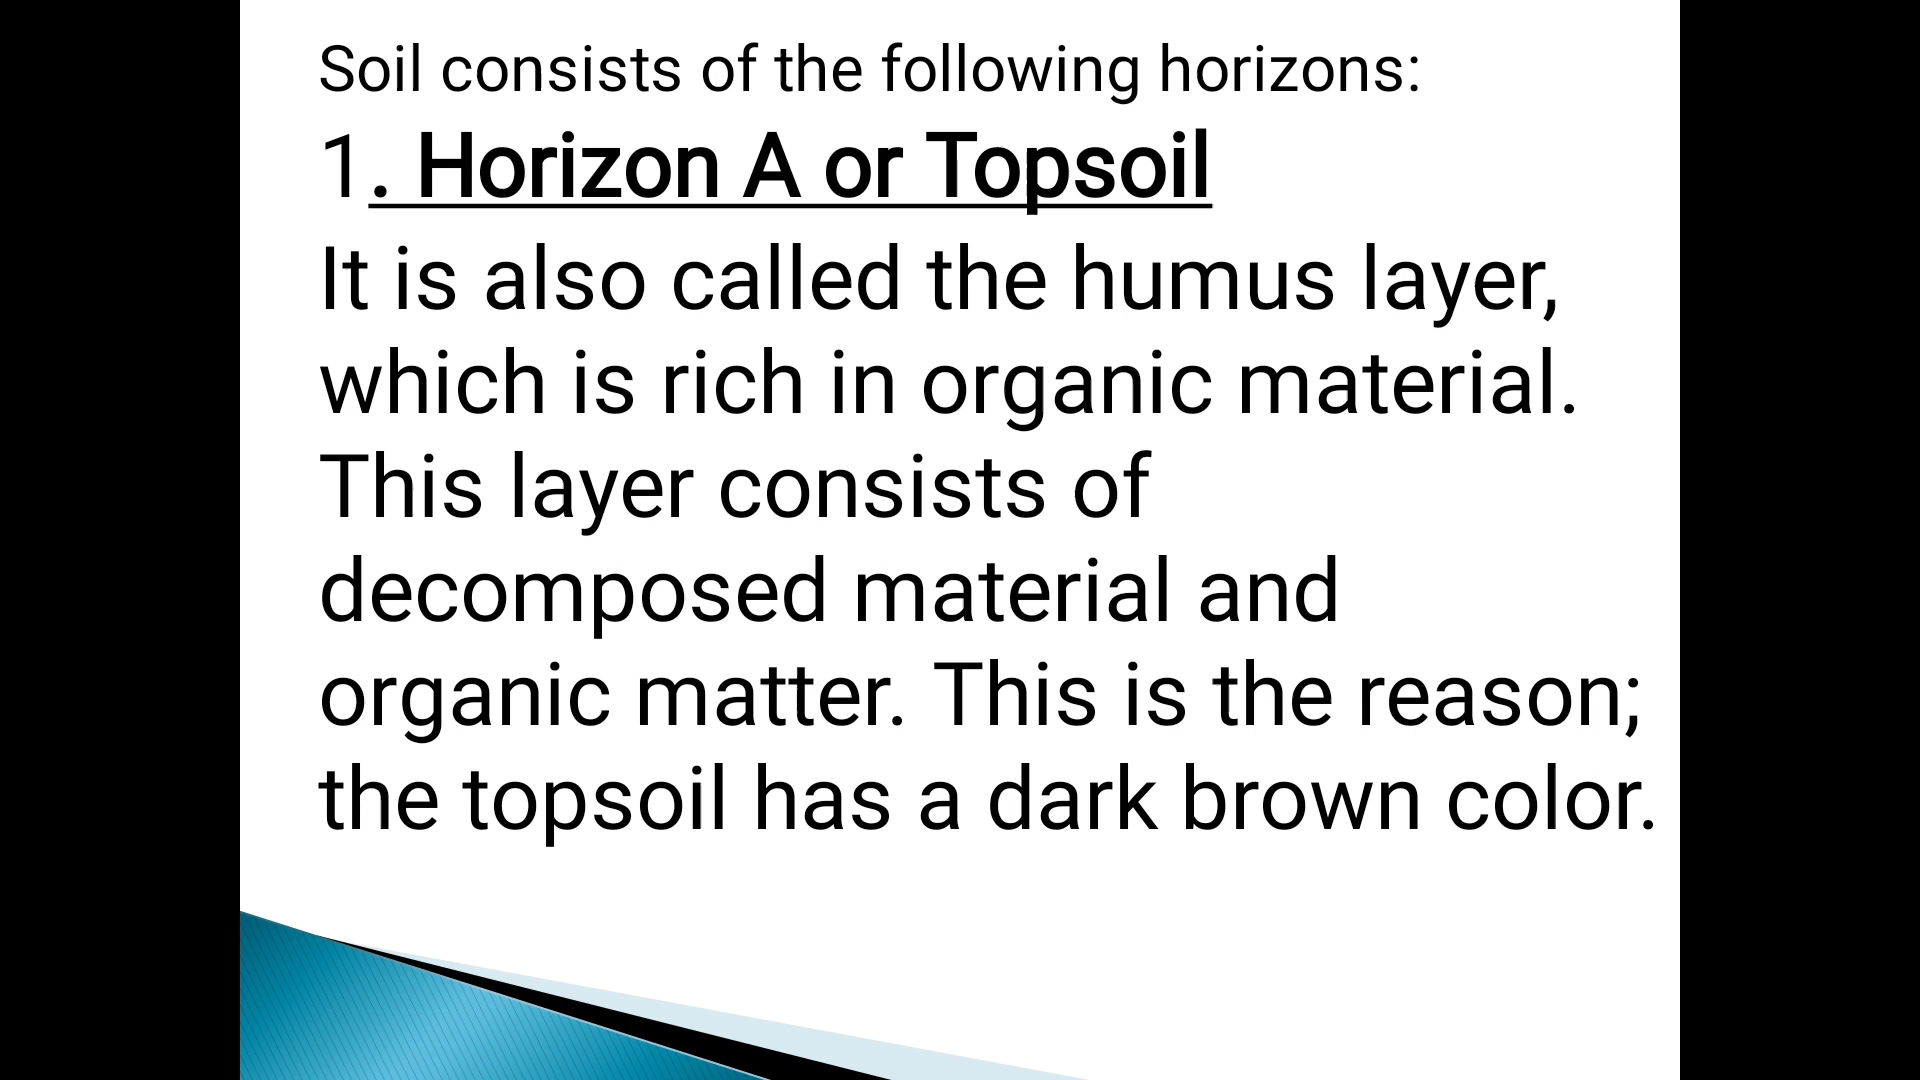 Soil consists of the following horizons:
1. Horizon A or Topsoil
It is also called the humus layer,
which is rich in organic material.
This layer consists of
decomposed material and
organic matter. This is the reason;
the topsoil has a dark brown color.